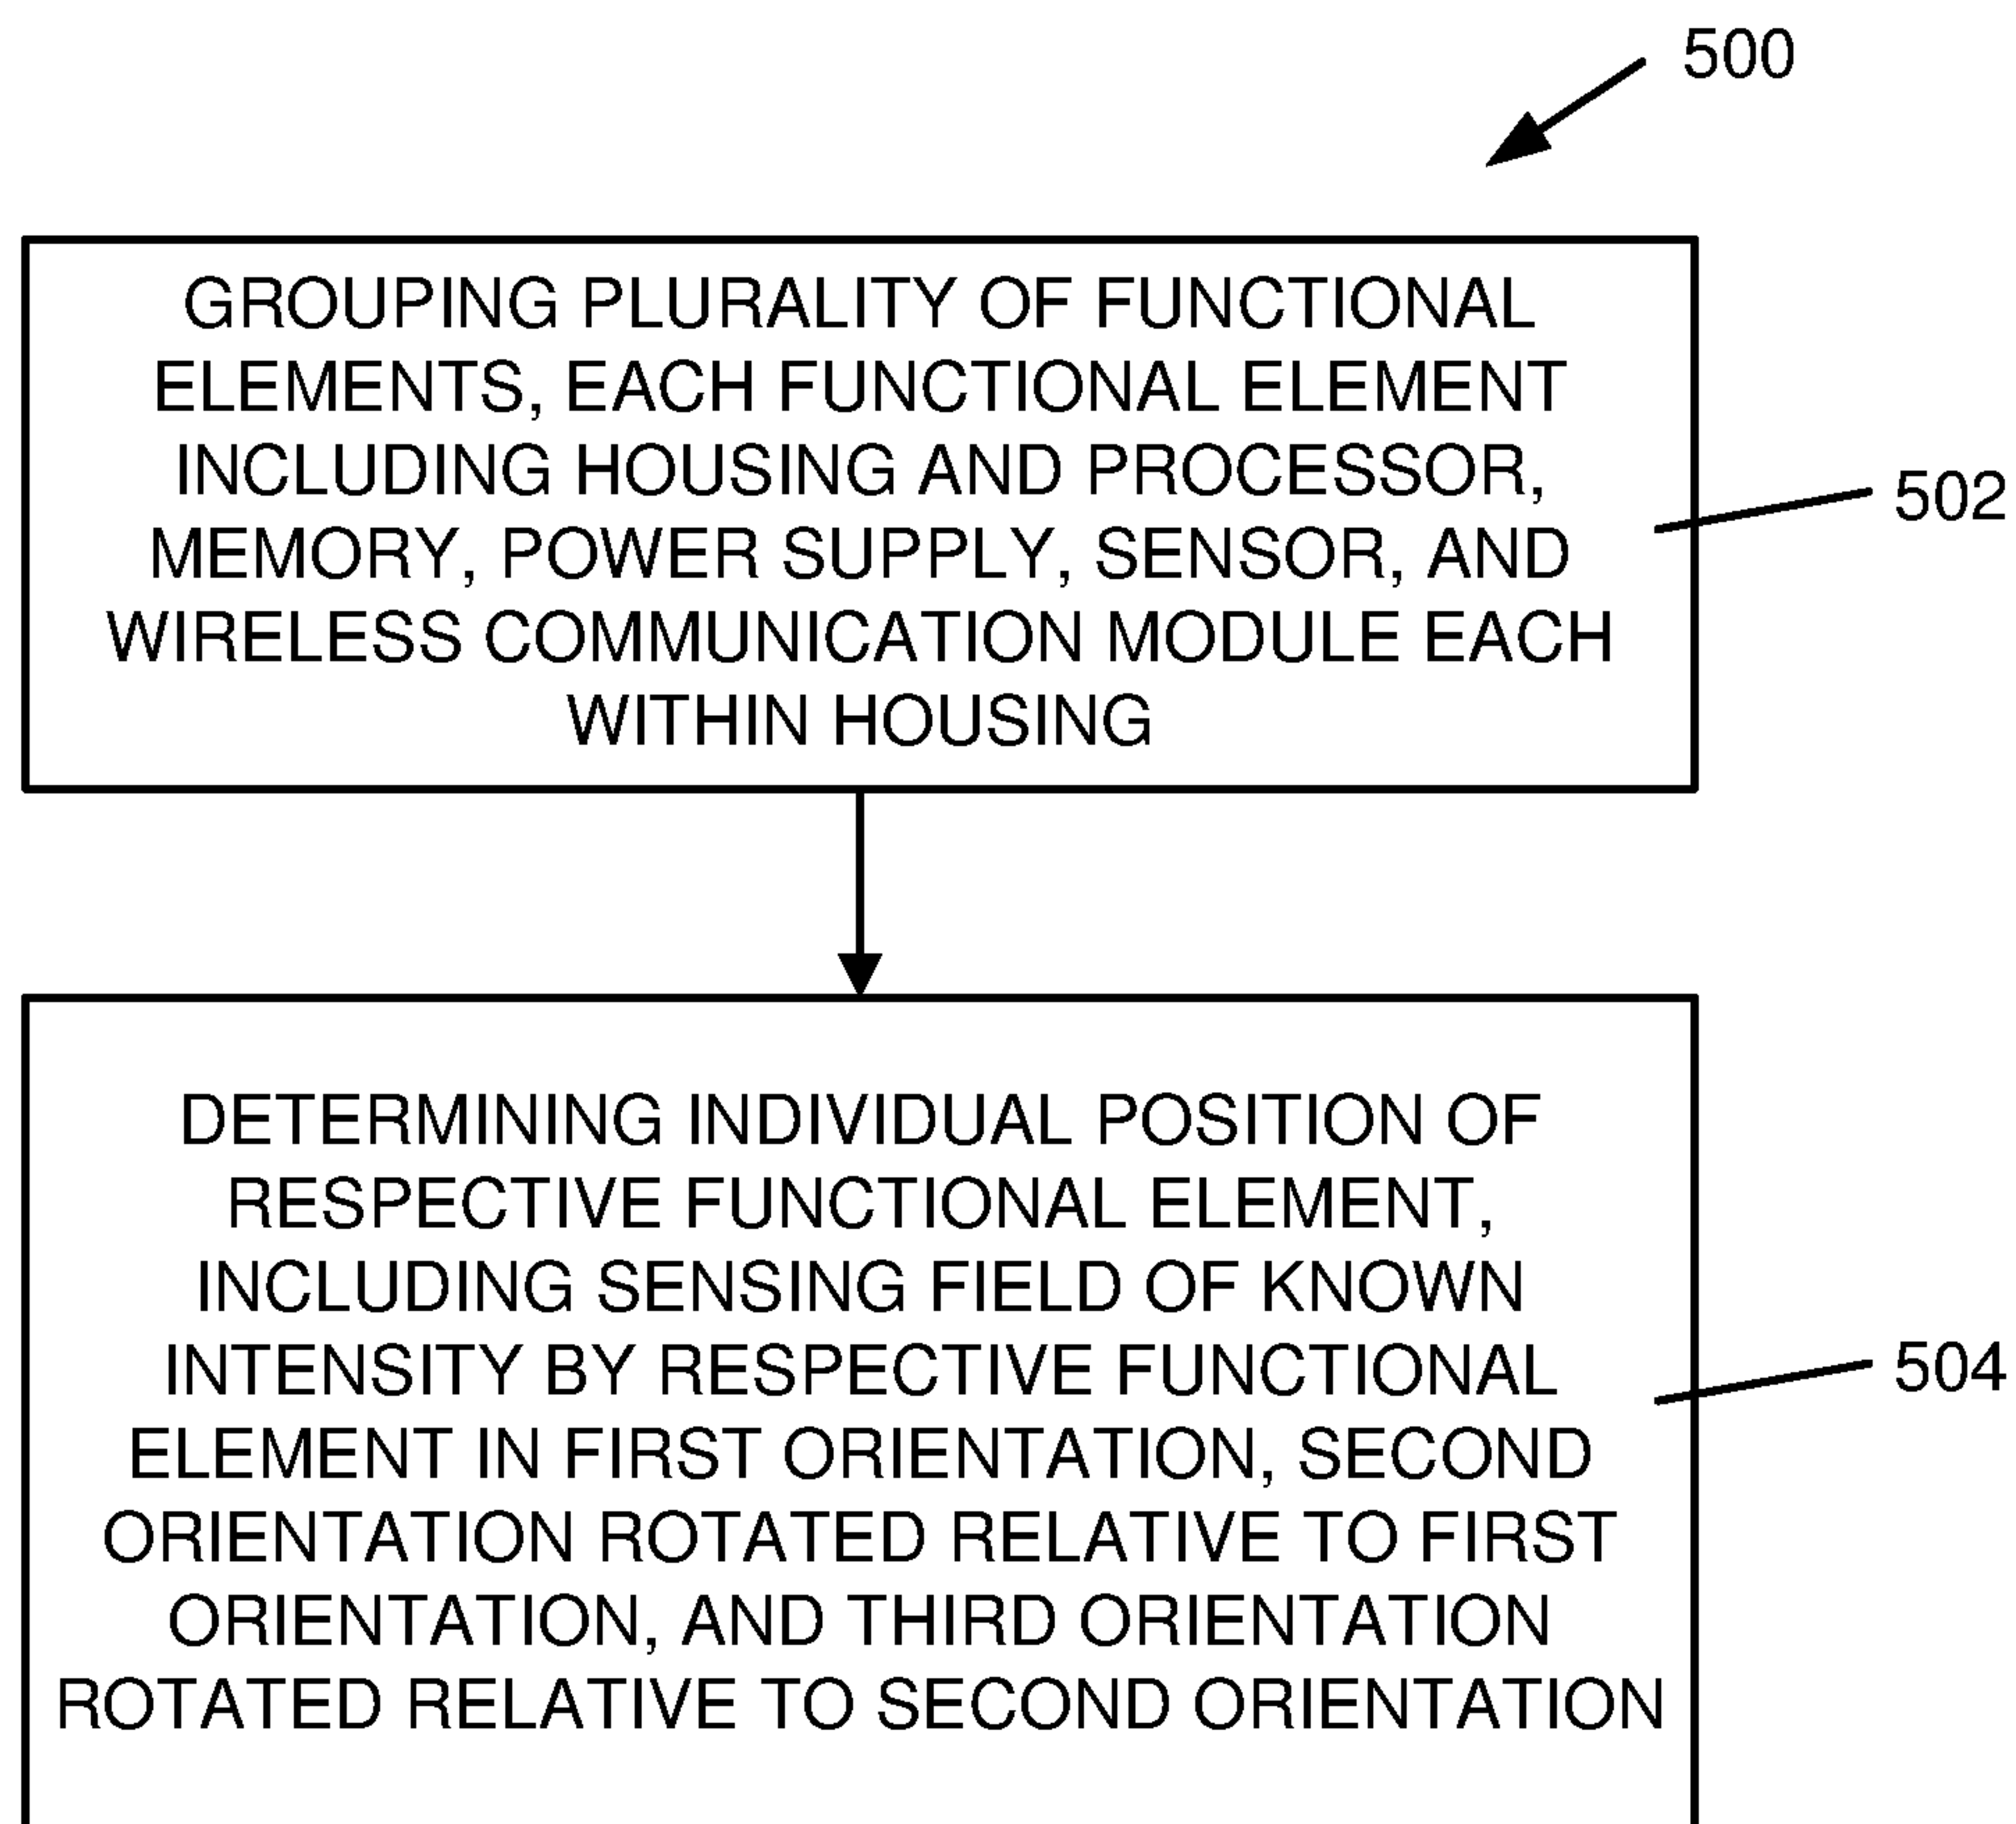 500
GROUPING PLURALITY OF FUNCTIONAL
ELEMENTS, EACH FUNCTIONAL ELEMENT
INCLUDING HOUSING AND PROCESSOR,
MEMORY, POWER SUPPLY, SENSOR, AND
WIRELESS COMMUNICATION MODULE EACH
WITHIN HOUSING
502
DETERMINING INDIVIDUAL POSITION OF
RESPECTIVE FUNCTIONAL ELEMENT,
INCLUDING SENSING FIELD OF KNOWN
INTENSITY BY RESPECTIVE FUNCTIONAL
ELEMENT IN FIRST ORIENTATION, SECOND
ORIENTATION ROTATED RELATIVE TO FIRST
ORIENTATION, AND THIRD ORIENTATION
ROTATED RELATIVE TO SECOND ORIENTATION
504